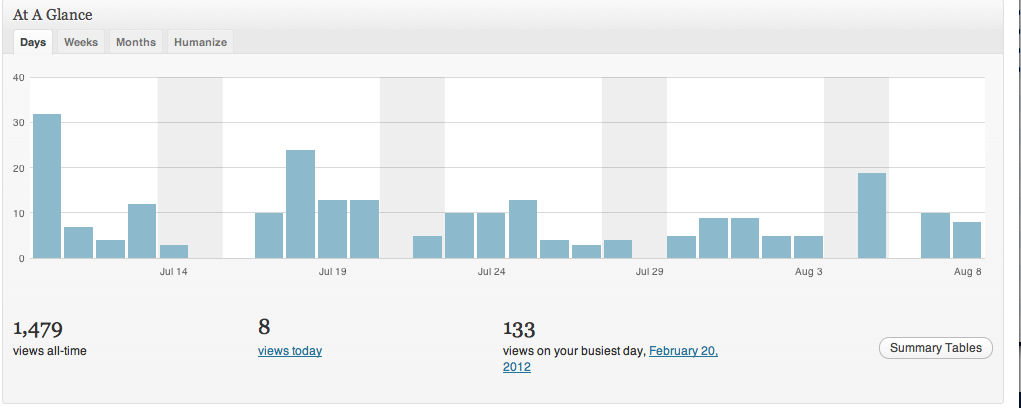 At A Glance
Days Weeks Months Humanize
40
30
20
10
0
Jul 14 Jul 19 Jul 24 Jul 29 Aug 3 Aug 8
1,479
views all-time
8
views today
133
views on your busiest day, February 20,
2012
Summary Tables